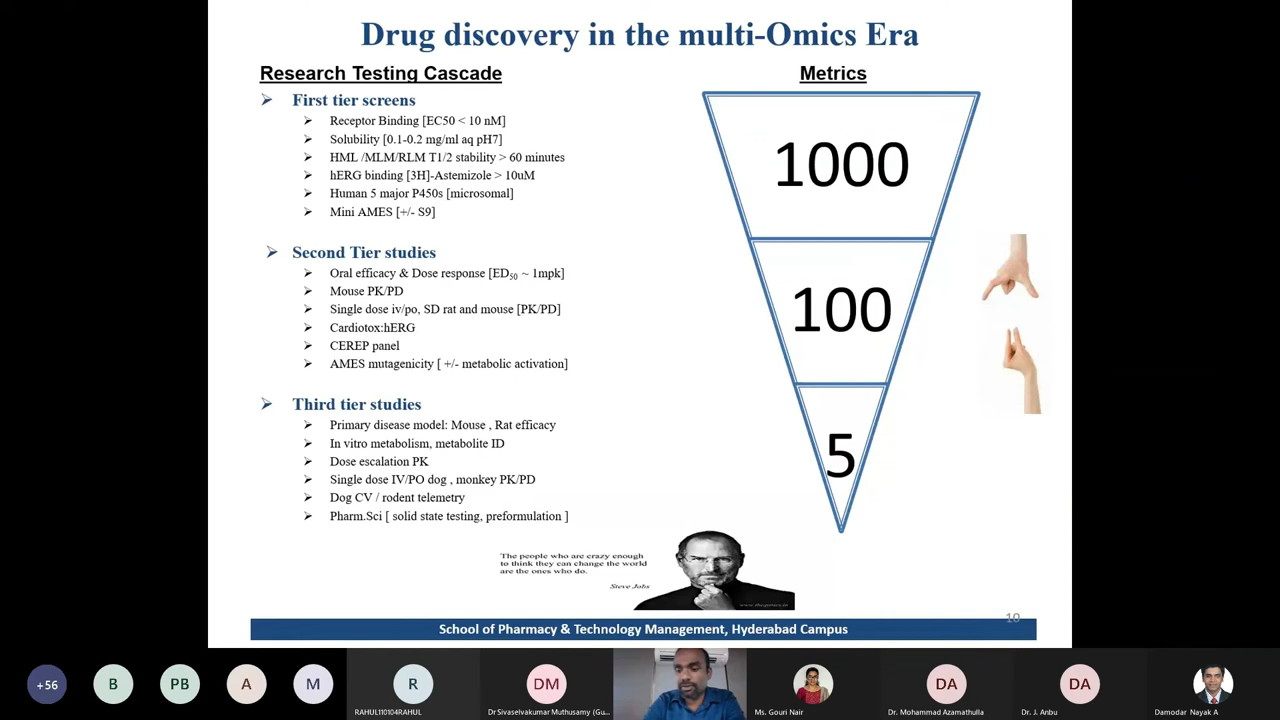 Drug discovery in the multi-Omics Era
Research Testing Cascade
Metrics
First tier screens
Receptor Binding [EC50 < 10 nM]
Solubility [0.1-0.2 mg/ml aq pH7]
HML /MLM/RLM T1/2 stability > 60 minutes
hERG binding [3H]-Astemizole > 10uM
Human 5 major P450s [microsomal]
Mini AMES [+/- S9]
Second Tier studies
Oral efficacy & Dose response [ED50 ~ 1mpk]
Mouse PK/PD
Single dose iv/po, SD rat and mouse [PK/PD]
Cardiotox:hERG
CEREP panel
AMES mutagenicity [ +/- metabolic activation]
Third tier studies
Primary disease model: Mouse , Rat efficacy
In vitro metabolism, metabolite ID
Dose escalation PK
Single dose IV/PO dog , monkey PK/PD
Dog CV / rodent telemetry
Pharm.Sci [ solid state testing, preformulation ]
1000
100
5
The people who are crazy enough
to think they can change the world
are the ones who do.
Steve Jobs
10
School of Pharmacy & Technology Management, Hyderabad Campus
+56
B
PB
A
M
R
RAHUL110104RAHUL
DM
Dr Sivaselvakumar Muthusamy (Gu...
Ms. Gouri Nair
DA
Dr. Mohammad Azamathulla
DA
Dr. J. Anbu
Damodar Nayak A